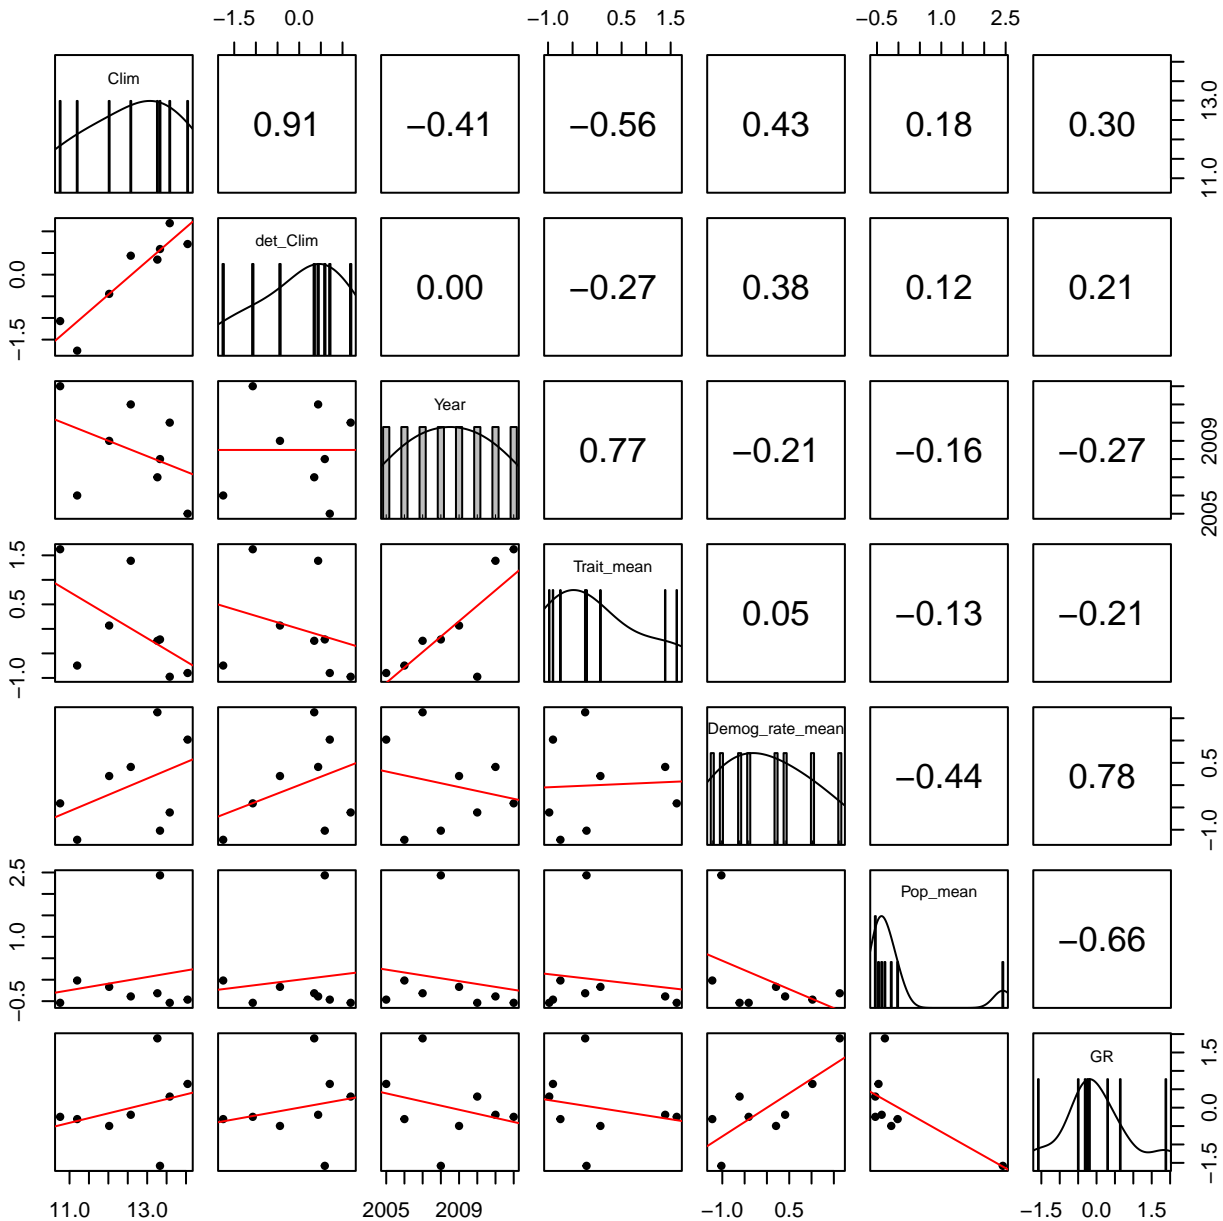 −1.5 0.0 −1.0 0.5 1.5 −0.5 1.0 2.5
Clim 0.91 −0.41 −0.56 0.43 0.18 0.30 11.0 13.0
−1.5 0.0 det_Clim 0.00 −0.27 0.38 0.12 0.21
Year 0.77 −0.21 −0.16 −0.27 2005 2009
−1.0 0.5 1.5 Trait_mean 0.05 −0.13 −0.21
Demog_rate_mean −0.44 0.78 −1.0 0.5
−0.5 1.0 2.5 Pop_mean −0.66
GR −1.5 0.0 1.5
11.0 13.0 2005 2009 −1.0 0.5 −1.5 0.0 1.5